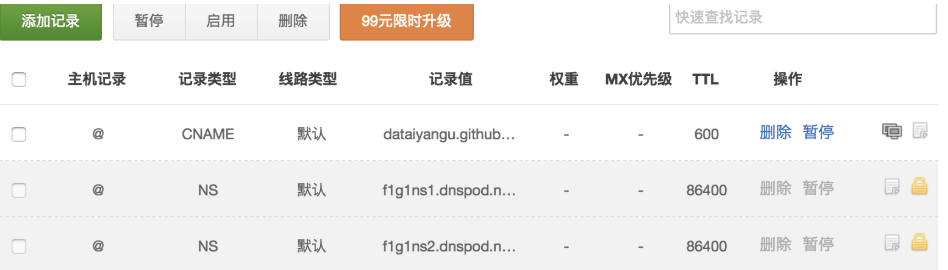 添加记录 暂停 启用 删除 99元限时升级 快速查找记录
主机记录 记录类型 线路类型 记录值 权重 MX优先级 TTL 操作
@ CNAME 默认 dataiyangu.github... - - 600 删除 暂停
@ NS 默认 f1g1ns1.dnspod.n... - - 86400 删除 暂停
@ NS 默认 f1g1ns2.dnspod.n... - - 86400 删除 暂停